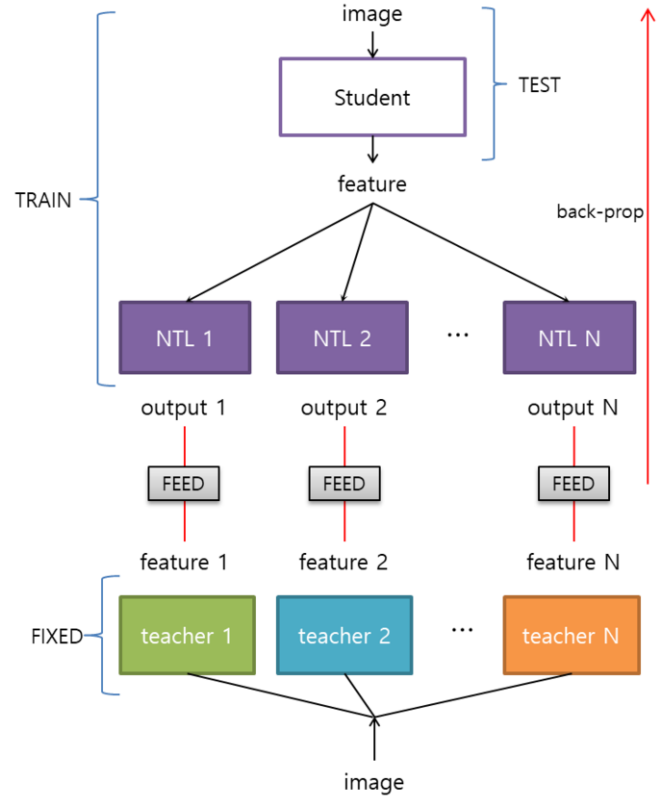 image
Student
TEST
feature
TRAIN
back-prop
NTL 1
NTL 2
...
NTL N
output 1
output 2
output N
FEED
FEED
FEED
feature 1
feature 2
feature N
FIXED
teacher 1
teacher 2
...
teacher N
image